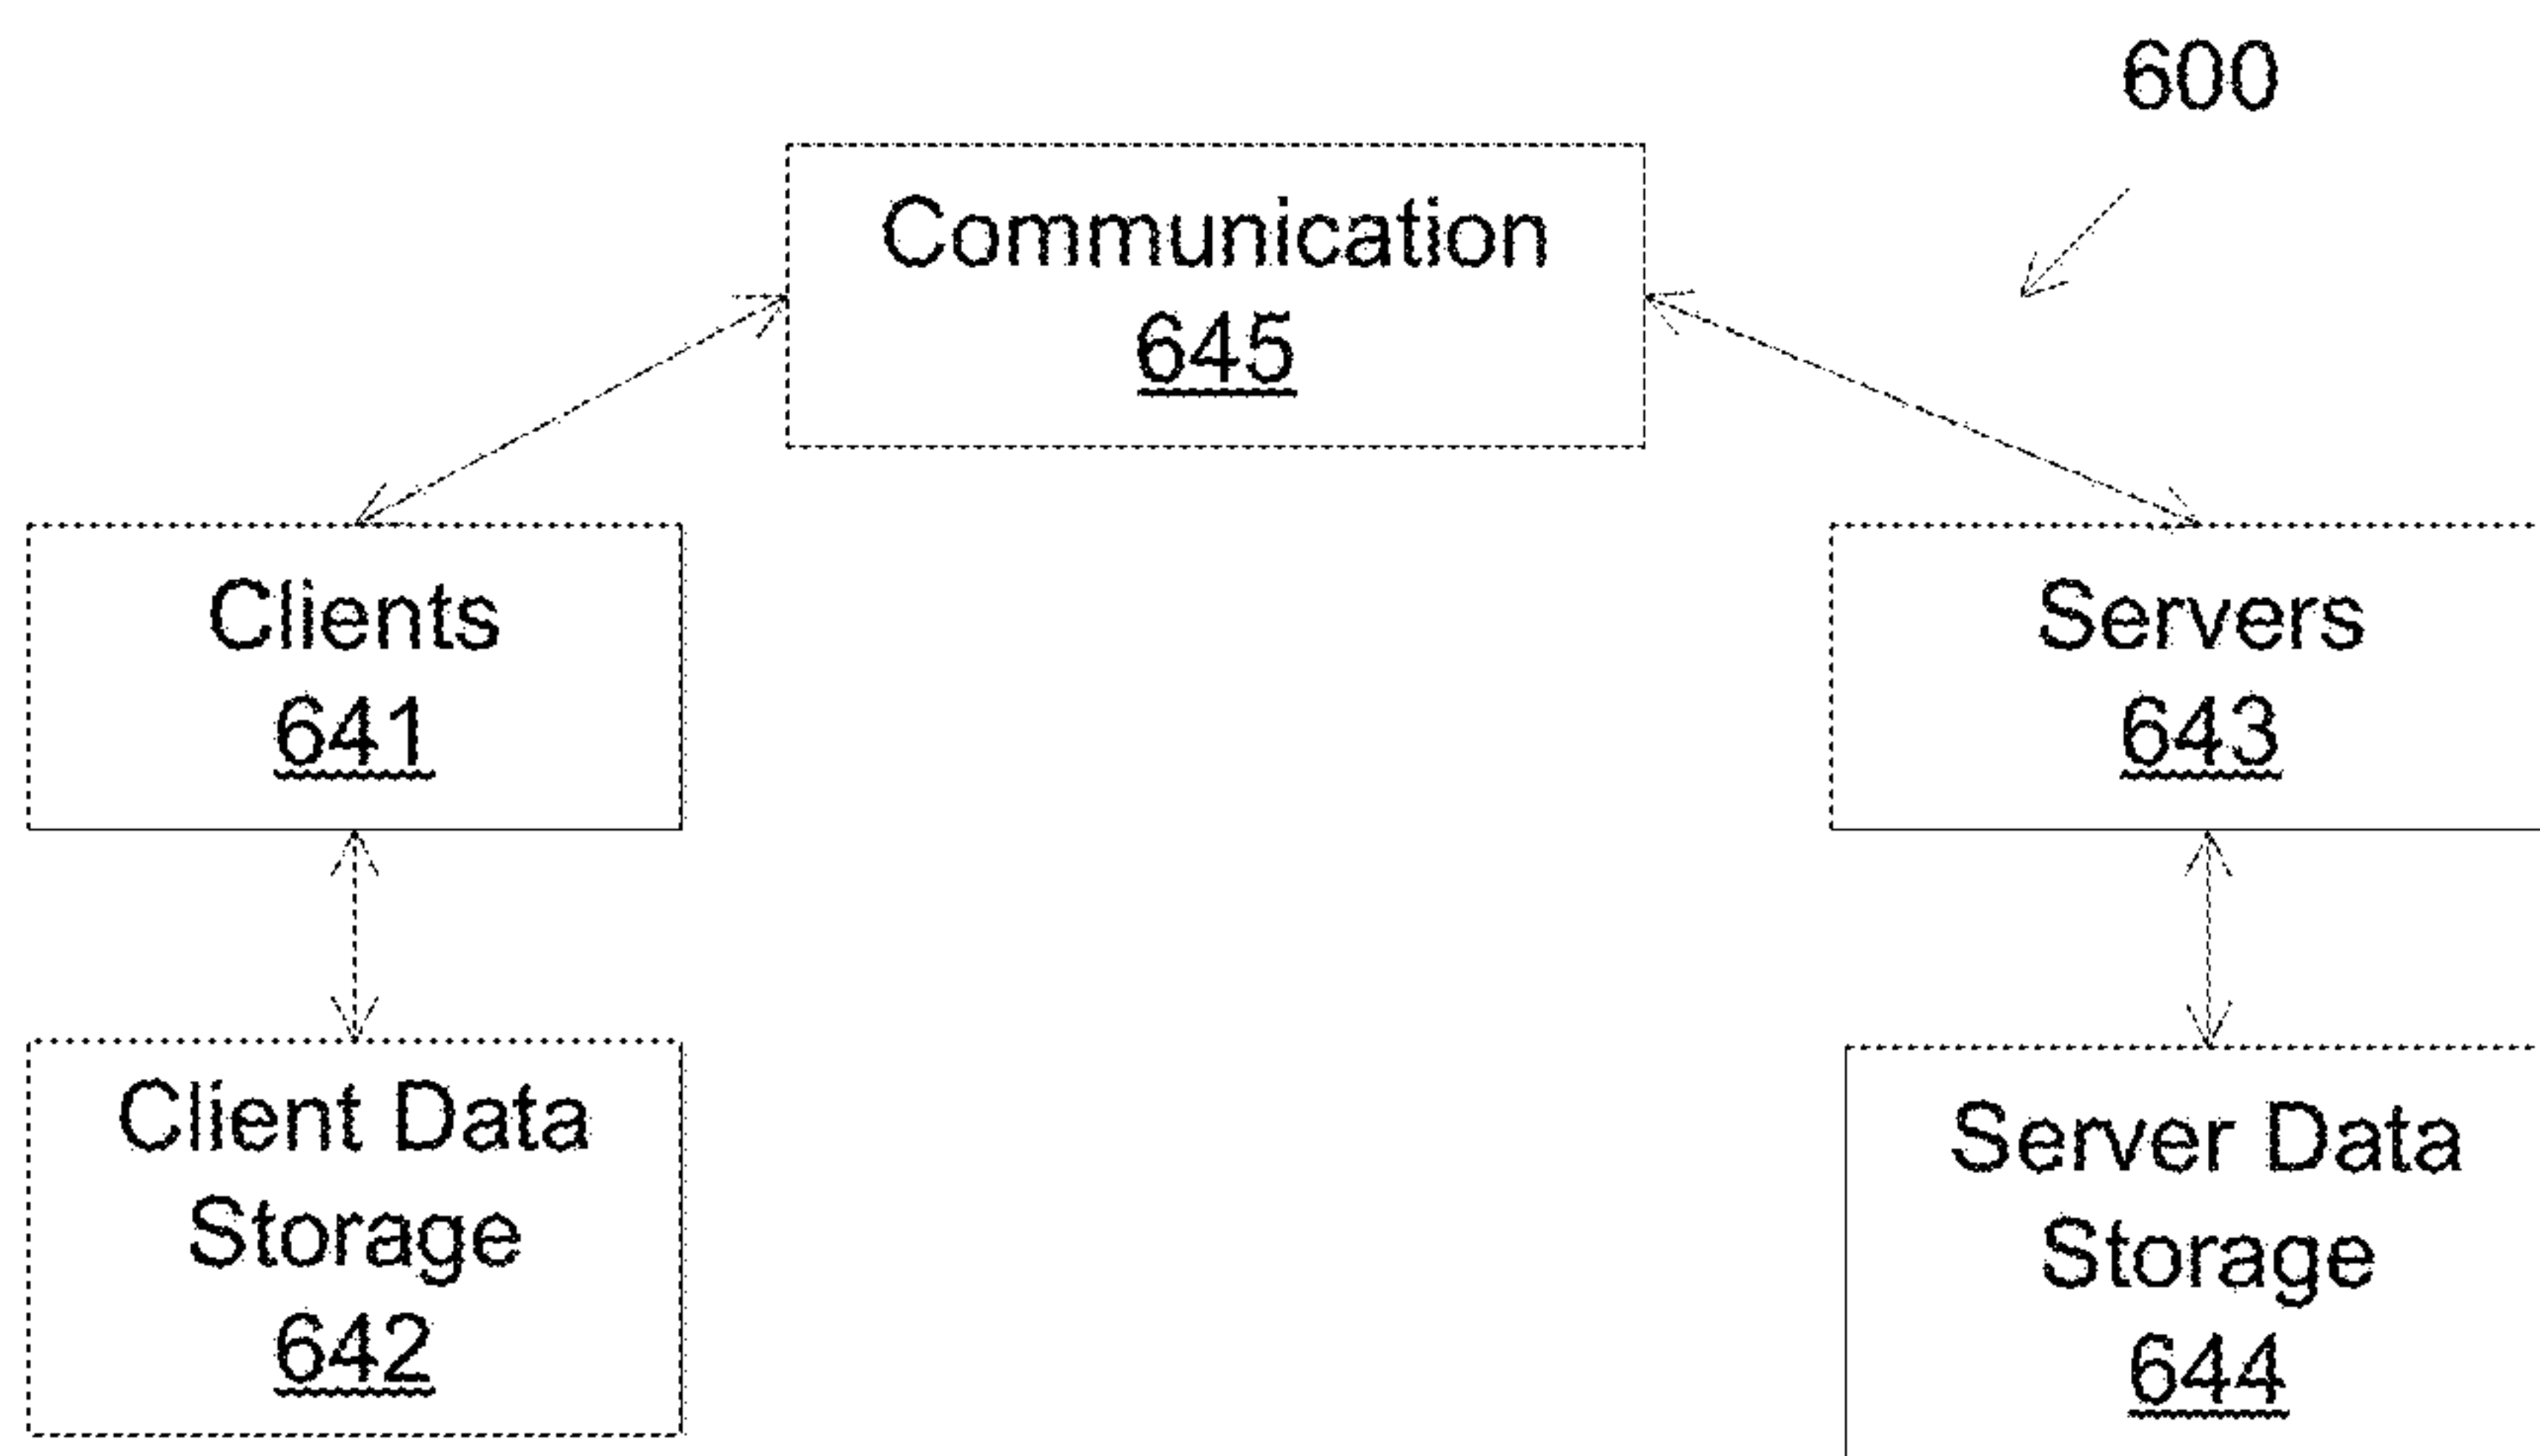 600
Communication
645
Clients
641
Servers
643
Client Data
Storage
642
Server Data
Storage
644